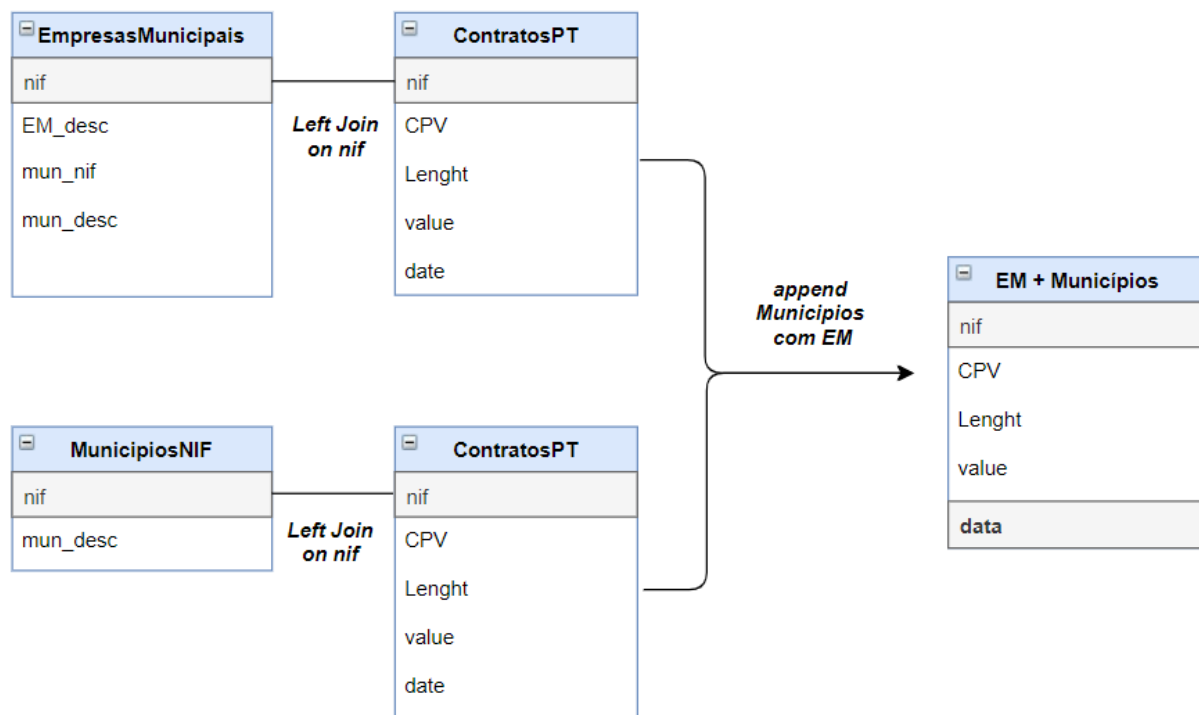 EmpresasMunicipais
nif
EM_desc
mun_nif
mun_desc
Left Join
on nif
ContratosPT
nif
CPV
Lenght
value
date
MunicipiosNIF
nif
mun_desc
Left Join
on nif
ContratosPT
nif
CPV
Lenght
value
date
append
Municipios
com EM
EM + Municípios
nif
CPV
Lenght
value
data